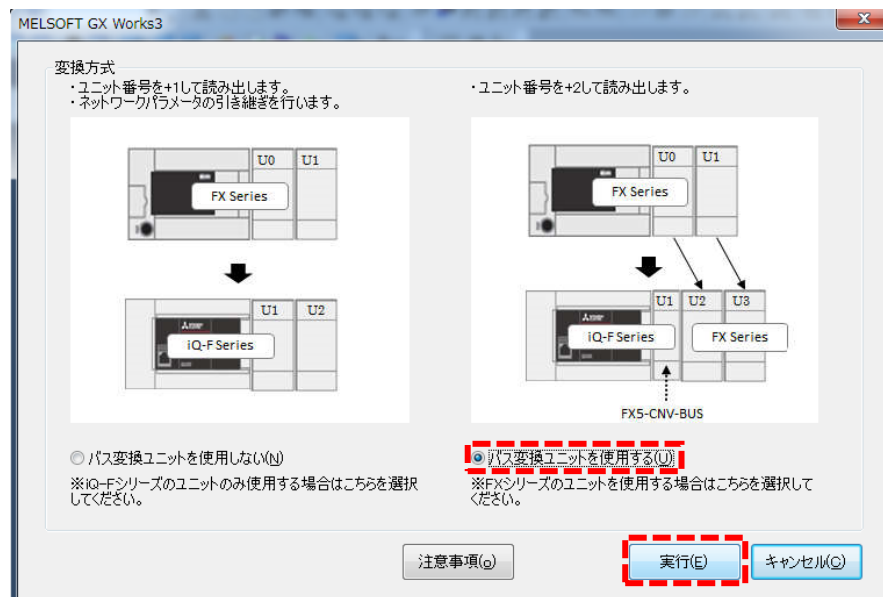 MELSOFT GX Works3
変換方式
・ユニット番号を+1して読み出します。
・ネットワークパラメータの引き継ぎを行います。
U0 U1
FX Series
U1 U2
iQ-F Series
・ユニット番号を+2して読み出します。
U0 U1
FX Series
U1 U2 U3
iQ-F Series
FX Series
FX5-CNV-BUS
バス変換ユニットを使用しない(N)
※iQ-Fシリーズのユニットのみ使用する場合はこちらを選択
してください。
バス変換ユニットを使用する(U)
※FXシリーズのユニットを使用する場合はこちらを選択して
ください。
注意事項(o)
実行(E)
キャンセル(C)